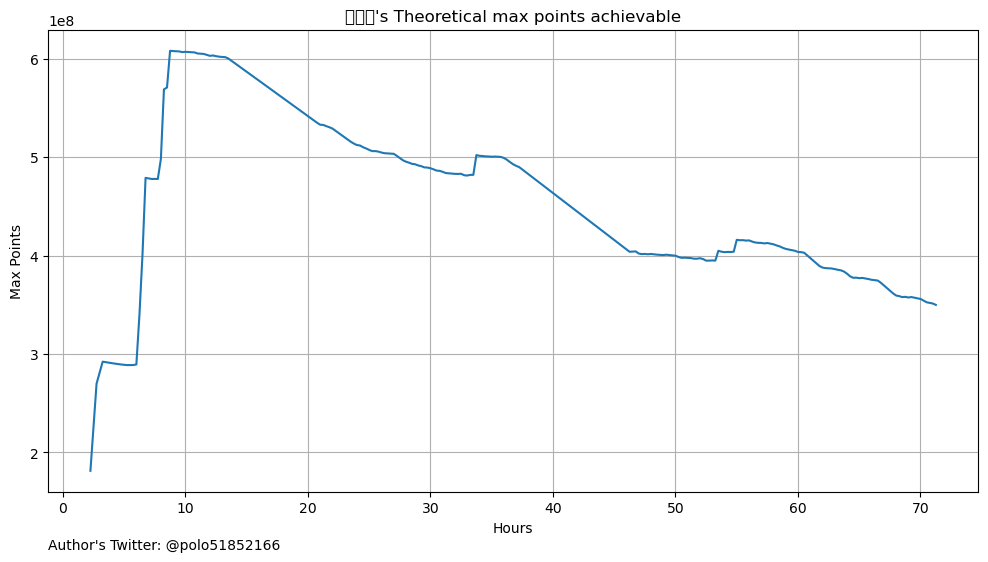 's Theoretical max points achievable
1e8
6
5
4
3
2
Max Points
0 10 20 30 40 50 60 70
Hours
Author's Twitter: @polo51852166